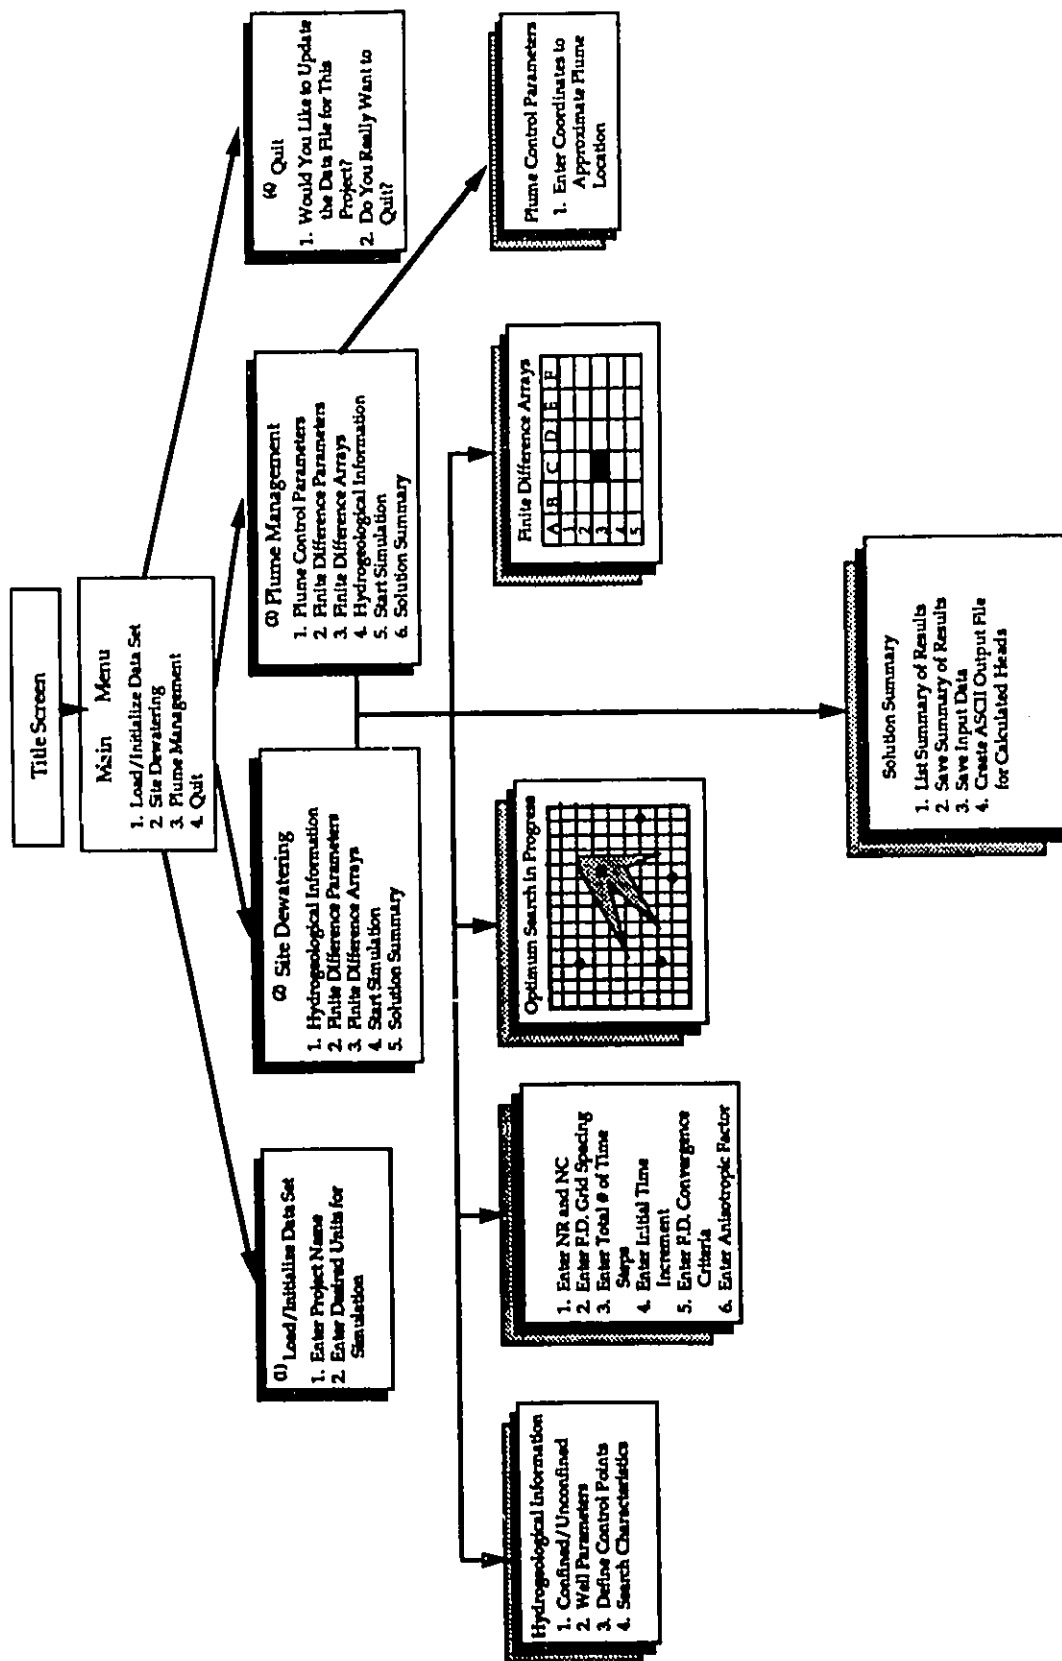 Title Screen
Main Menu
1. Load/Initialize Data Set
2. Site Dewatering
3. Plume Management
4. Quit
(1) Load/Initialize Data Set
1. Enter Project Name
2. Enter Desired Units for
Simulation
(2) Site Dewatering
1. Hydrogeological Information
2. Finite Difference Parameters
3. Finite Difference Arrays
4. Start Simulation
5. Solution Summary
(3) Plume Management
1. Plume Control Parameters
2. Finite Difference Parameters
3. Finite Difference Arrays
4. Hydrogeological Information
5. Start Simulation
6. Solution Summary
(4) Quit
1. Would You Like to Update
the Data File for This
Project?
2. Do You Really Want to
Quit?
Hydrogeological Information
1. Confined/Unconfined
2. Well Parameters
3. Define Control Points
4. Search Characteristics
1. Enter NR and NC
2. Enter F.D. Grid Spacing
3. Enter Total # of Time
Steps
4. Enter Initial Time
Increment
5. Enter F.D. Convergence
Criteria
6. Enter Anisotropic Factor
Optimum Search in Progress
Finite Difference Arrays
A B C D E F
1
2
3
4
5
Plume Control Parameters
1. Enter Coordinates to
Approximate Plume
Location
Solution Summary
1. List Summary of Results
2. Save Summary of Results
3. Save Input Data
4. Create ASCII Output File
for Calculated Heads